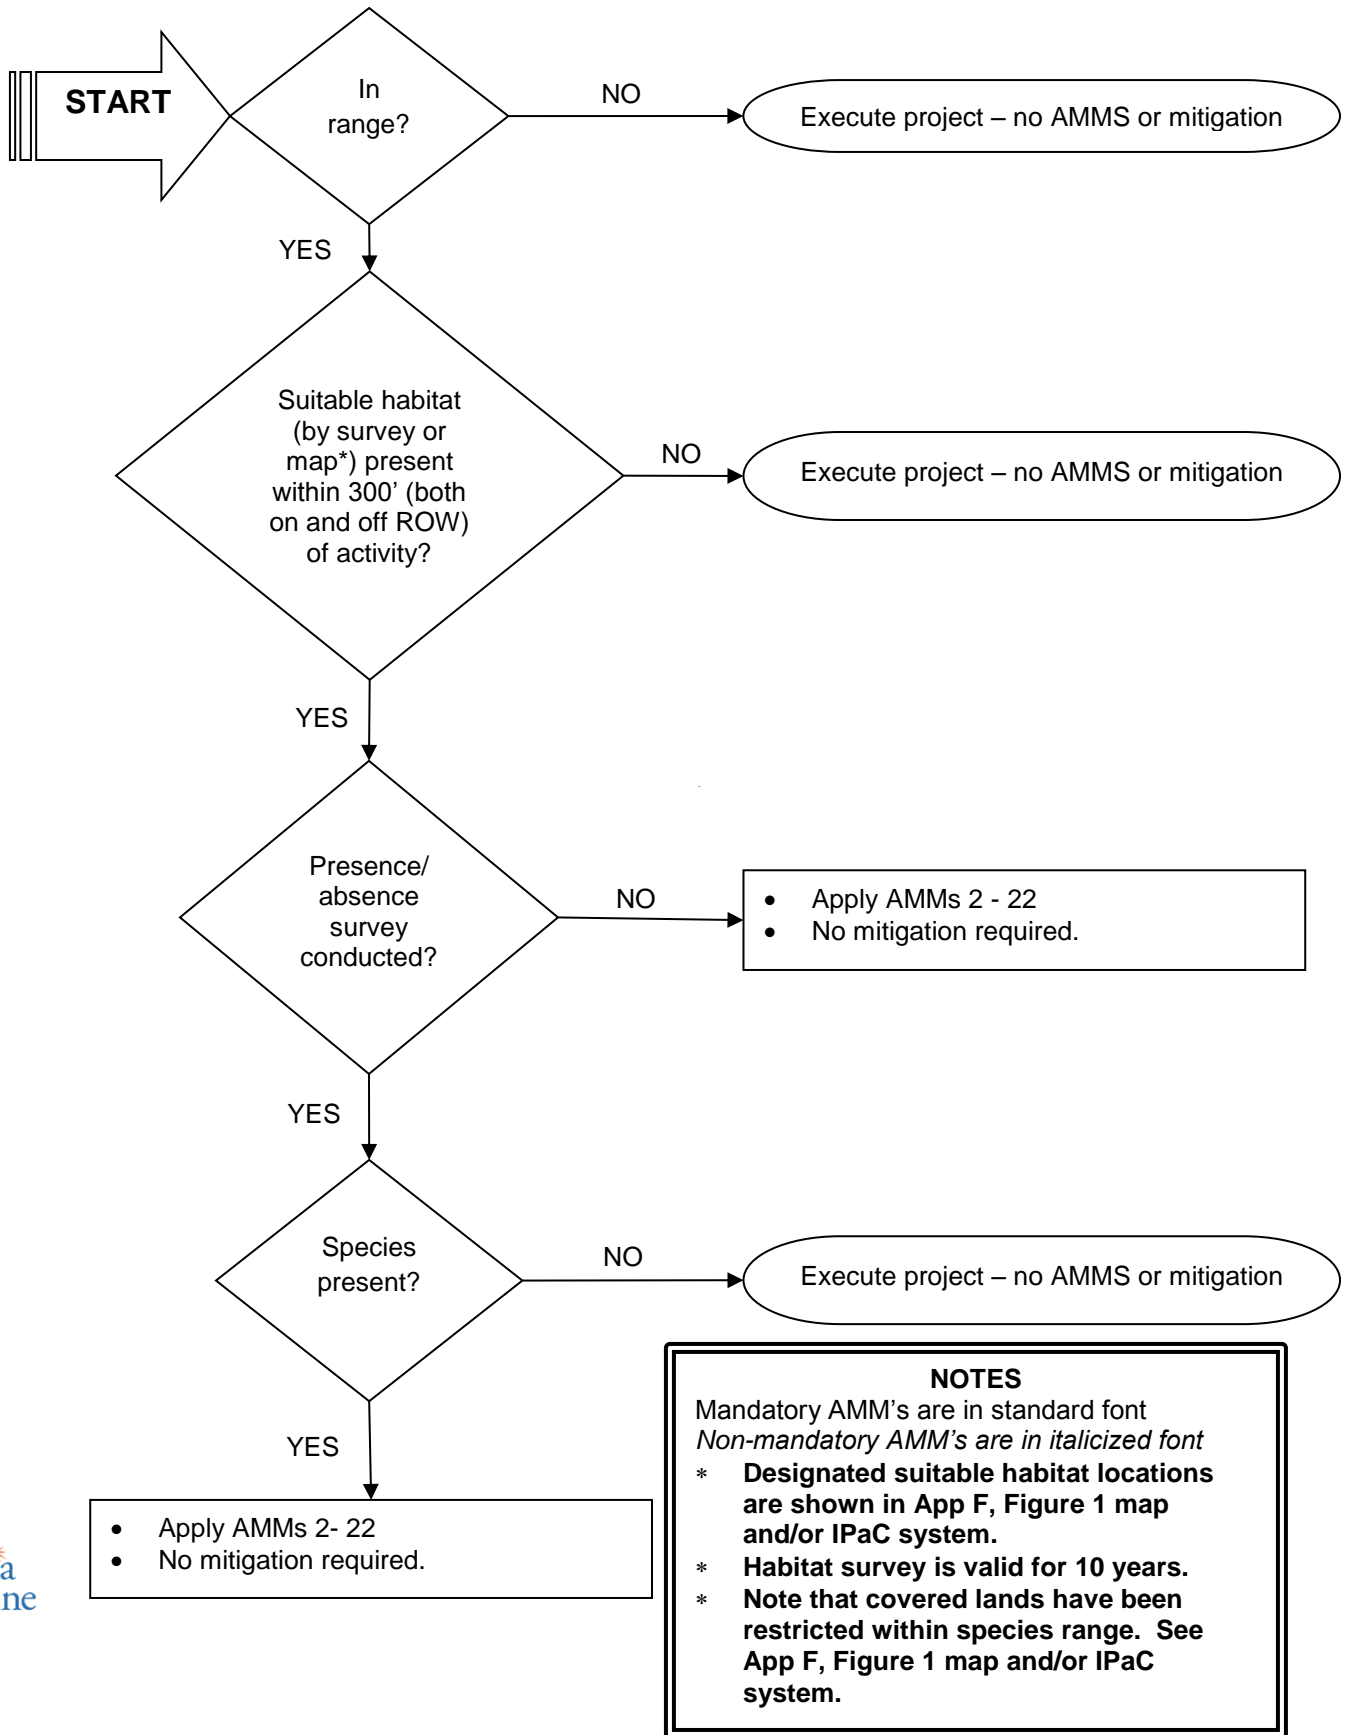 START
In
range?
NO
Execute project – no AMMS or mitigation
YES
Suitable habitat
(by survey or
map*) present
within 300’ (both
on and off ROW)
of activity?
NO
Execute project – no AMMS or mitigation
YES
Presence/
absence
survey
conducted?
NO
• Apply AMMs 2 - 22
• No mitigation required.
YES
Species
present?
NO
Execute project – no AMMS or mitigation
YES
• Apply AMMs 2- 22
• No mitigation required.
NOTES
Mandatory AMM’s are in standard font
Non-mandatory AMM’s are in italicized font
* Designated suitable habitat locations
are shown in App F, Figure 1 map
and/or IPaC system.
* Habitat survey is valid for 10 years.
* Note that covered lands have been
restricted within species range. See
App F, Figure 1 map and/or IPaC
system.
a
ne